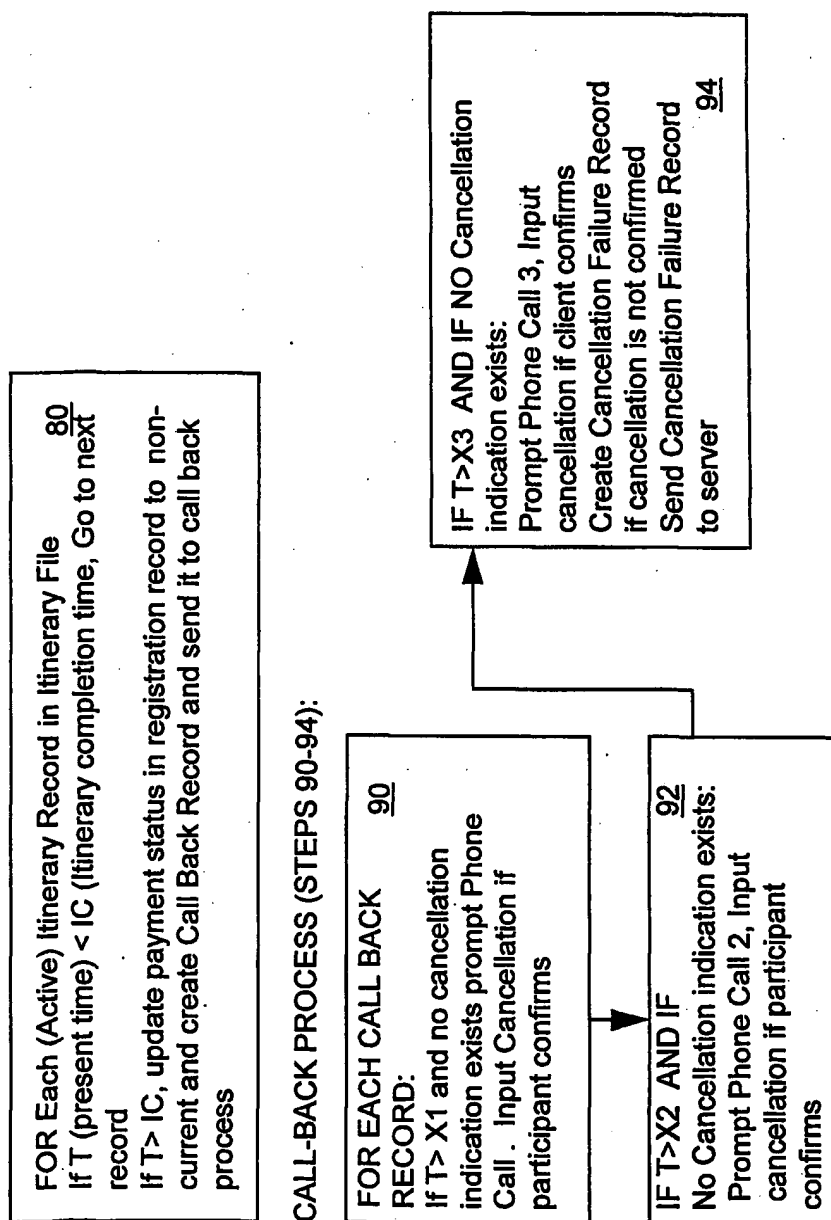 FOR Each (Active) Itinerary Record in Itinerary File
80
If T (present time) < IC (Itinerary completion time, Go to next
record
If T> IC, update payment status in registration record to non-
current and create Call Back Record and send it to call back
process
CALL-BACK PROCESS (STEPS 90-94):
FOR EACH CALL BACK
90
RECORD:
If T> X1 and no cancellation
indication exists prompt Phone
Call . Input Cancellation if
participant confirms
IF T>X2 AND IF
92
No Cancellation indication exists:
Prompt Phone Call 2, Input
cancellation if participant
confirms
IF T>X3 AND IF NO Cancellation
indication exists:
Prompt Phone Call 3, Input
cancellation if client confirms
Create Cancellation Failure Record
if cancellation is not confirmed
Send Cancellation Failure Record
to server
94